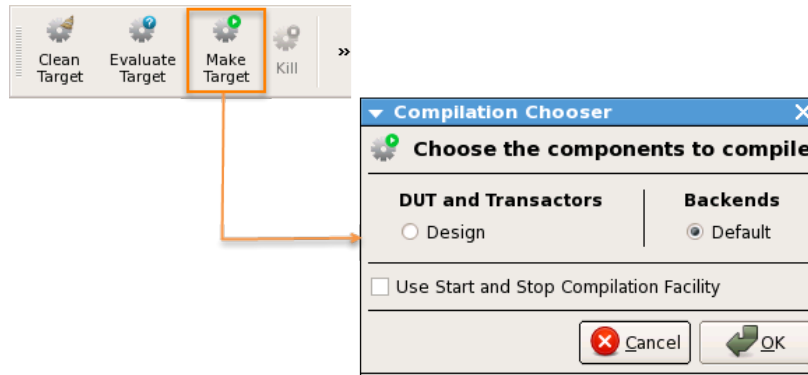 Clean Target
Evaluate Target
Make Target
Kill
»
Compilation Chooser
Choose the components to compile
DUT and Transactors
Backends
Design
Default
Use Start and Stop Compilation Facility
Cancel
OK